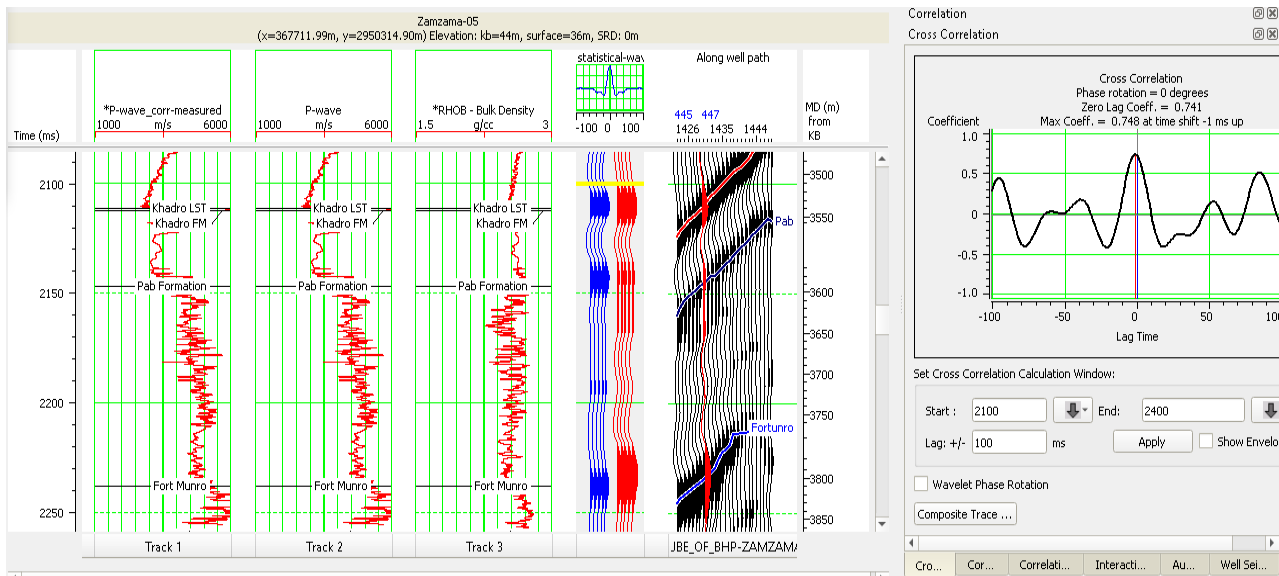 Zamzama-05
(x=367711.99m, y=2950314.90m) Elevation: kb=44m, surface=36m, SRD: 0m
statistical-wav
Along well path
*P-wave_corr-measured
P-wave
*RHOB - Bulk Density
445 447
MD (m)
from
KB
Time (ms)
1000 m/s 6000
1000 m/s 6000
1.5 g/cc 3
-100 0 100
1426 1435 1444
2100
2150
2200
2250
Khadro LST
Khadro LST
Khadro LST
Khadro FM
Khadro FM
Khadro FM
Pab Formation
Pab Formation
Pab Formation
Fort Munro
Fort Munro
Fort Munro
Pab
Fortunro
3500
3550
3600
3650
3700
3750
3800
3850
Track 1
Track 2
Track 3
JBE_OF_BHP-ZAMZAMA
Correlation
Cross Correlation
Cross Correlation
Phase rotation = 0 degrees
Zero Lag Coeff. = 0.741
Max Coeff. = 0.748 at time shift -1 ms up
Coefficient
1.0
0.5
0
-0.5
-1.0
-100 -50 0 50 100
Lag Time
Set Cross Correlation Calculation Window:
Start : 2100 End: 2400
Lag: +/- 100 ms Apply Show Envelo
Wavelet Phase Rotation
Composite Trace ...
Cro... Cor... Correlati... Interacti... Au... Well Sei...